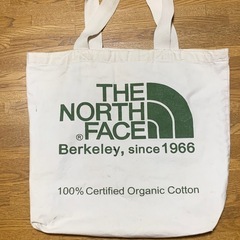 THE
NORTH
® FACE
Berkeley, since 1966
100% Certified Organic Cotton